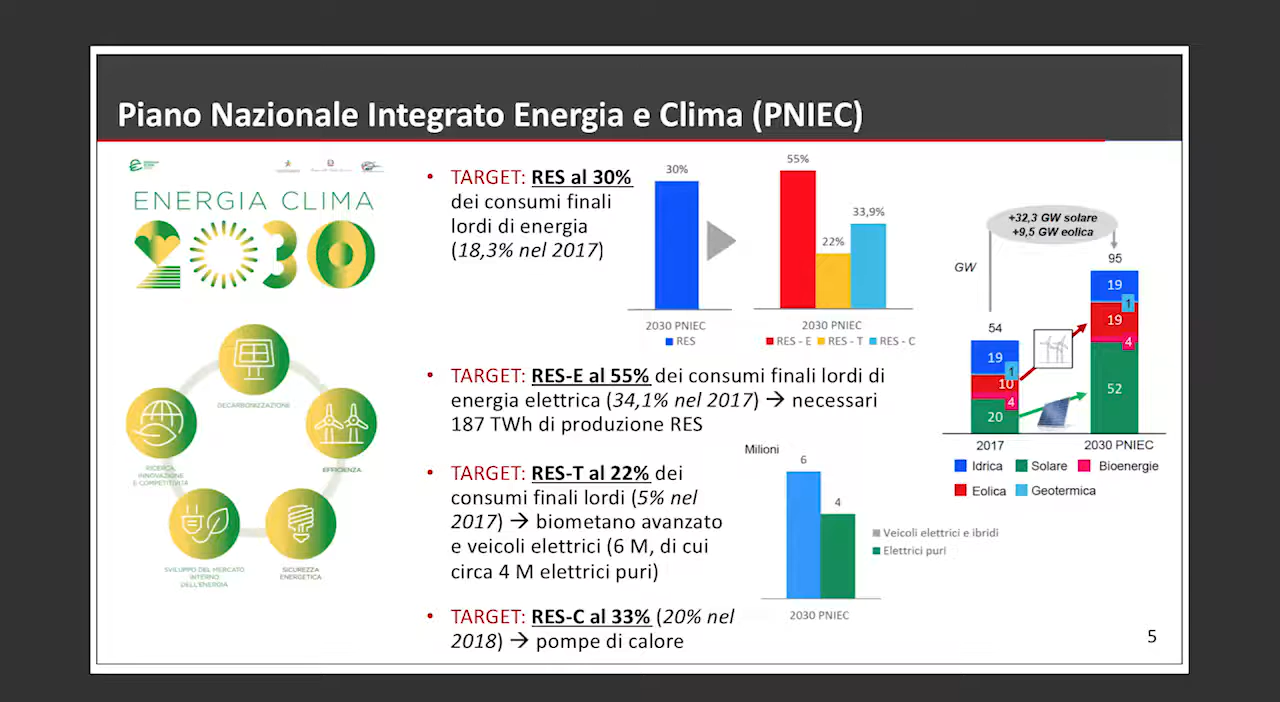 Piano Nazionale Integrato Energia e Clima (PNIEC)
ENERGIA CLIMA
2030
DECARBONIZZAZIONE
EFFICIENZA
SICUREZZA
ENERGETICA
SVILUPPO DEL MERCATO
INTERNO
DELL'ENERGIA
RICERCA,
INNOVAZIONE
E COMPETITIVITÀ
• TARGET: RES al 30%
dei consumi finali
lordi di energia
(18,3% nel 2017)
30%
2030 PNIEC
RES
55%
22%
33,9%
2030 PNIEC
RES - E RES - T RES - C
• TARGET: RES-E al 55% dei consumi finali lordi di
energia elettrica (34,1% nel 2017) → necessari
187 TWh di produzione RES
• TARGET: RES-T al 22% dei
consumi finali lordi (5% nel
2017) → biometano avanzato
e veicoli elettrici (6 M, di cui
circa 4 M elettrici puri)
• TARGET: RES-C al 33% (20% nel
2018) → pompe di calore
Milioni
6
4
2030 PNIEC
Veicoli elettrici e ibridi
Elettrici puri
+32,3 GW solare
+9,5 GW eolica
GW
54
19
1
10
4
20
95
19
1
19
4
52
2017
2030 PNIEC
Idrica Solare Bioenergie
Eolica Geotermica
5